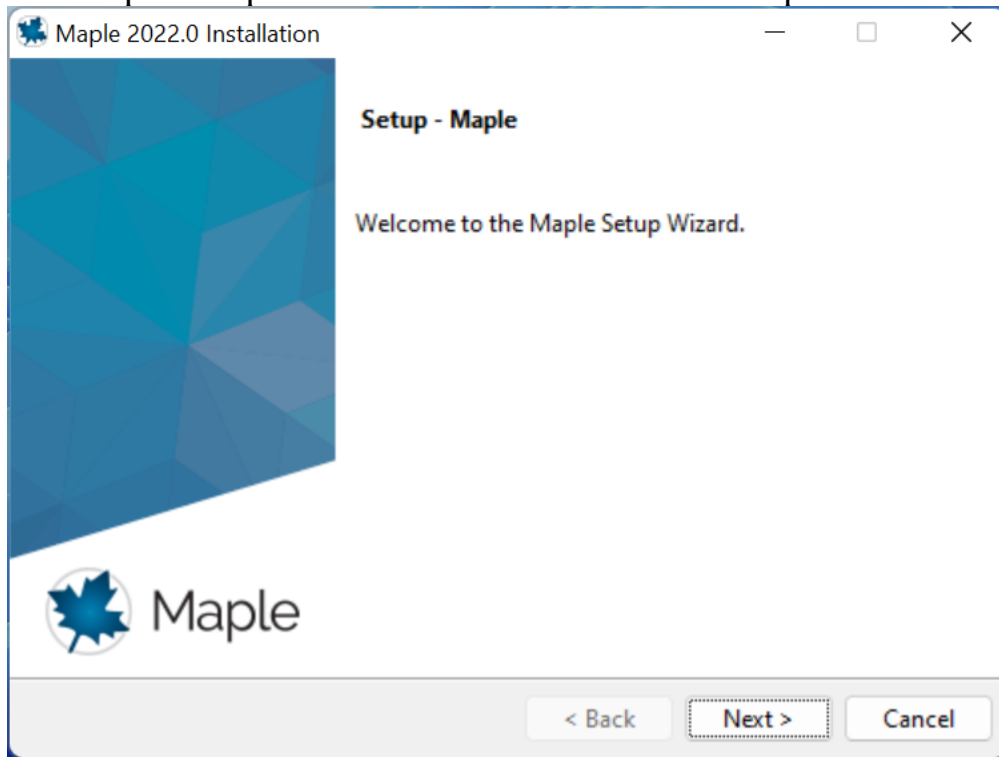 Maple 2022.0 Installation
Setup - Maple
Welcome to the Maple Setup Wizard.
Maple
< Back
Next >
Cancel